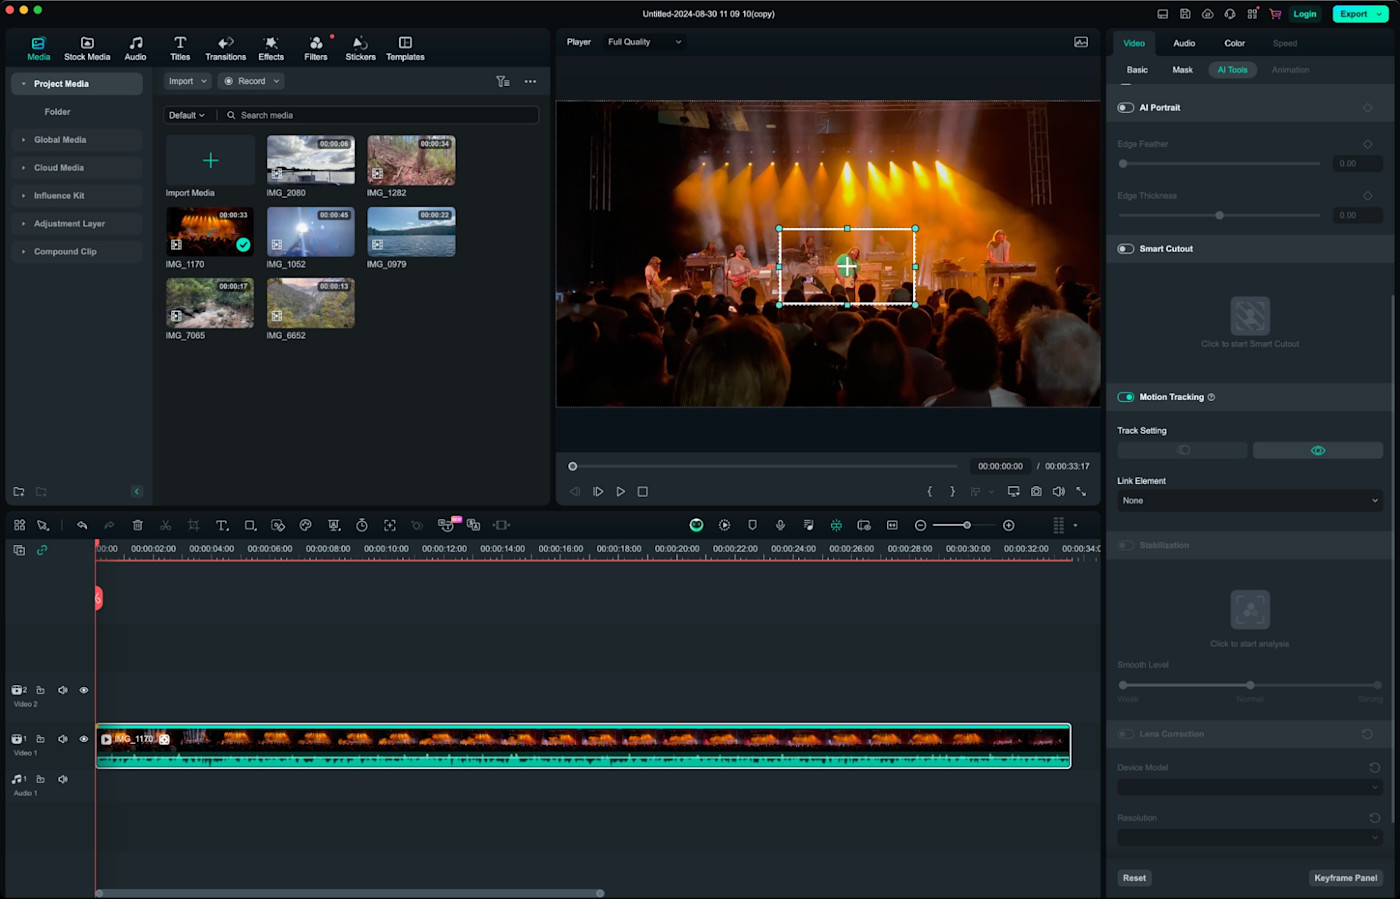 Untitled-2024-08-30 11 09 10(copy)
Login
Export
Media
Stock Media
Audio
Titles
Transitions
Effects
Filters
Stickers
Templates
Player
Full Quality
Video
Audio
Color
Speed
Project Media
Folder
Global Media
Cloud Media
Influence Kit
Adjustment Layer
Compound Clip
Import
Record
Default
Search media
Import Media
00:00:06
IMG_2080
00:00:34
IMG_1282
00:00:33
IMG_1170
00:00:45
IMG_1052
00:00:22
IMG_0979
00:00:17
IMG_7065
00:00:13
IMG_6652
00:00:00:00 / 00:00:33:17
Basic
Mask
AI Tools
Animation
AI Portrait
Edge Feather
0.00
Edge Thickness
0.00
Smart Cutout
Click to start Smart Cutout
Motion Tracking
Track Setting
Link Element
None
Stabilization
Click to start analysis
Smooth Level
Weak Normal Strong
Lens Correction
Device Model
Resolution
Reset
Keyframe Panel
00:00 00:00:02:00 00:00:04:00 00:00:06:00 00:00:08:00 00:00:10:00 00:00:12:00 00:00:14:00 00:00:16:00 00:00:18:00 00:00:20:00 00:00:22:00 00:00:24:00 00:00:26:00 00:00:28:00 00:00:30:00 00:00:32:00 00:00:34:0
2
Video 2
1
Video 1
IMG_1170
1
Audio 1